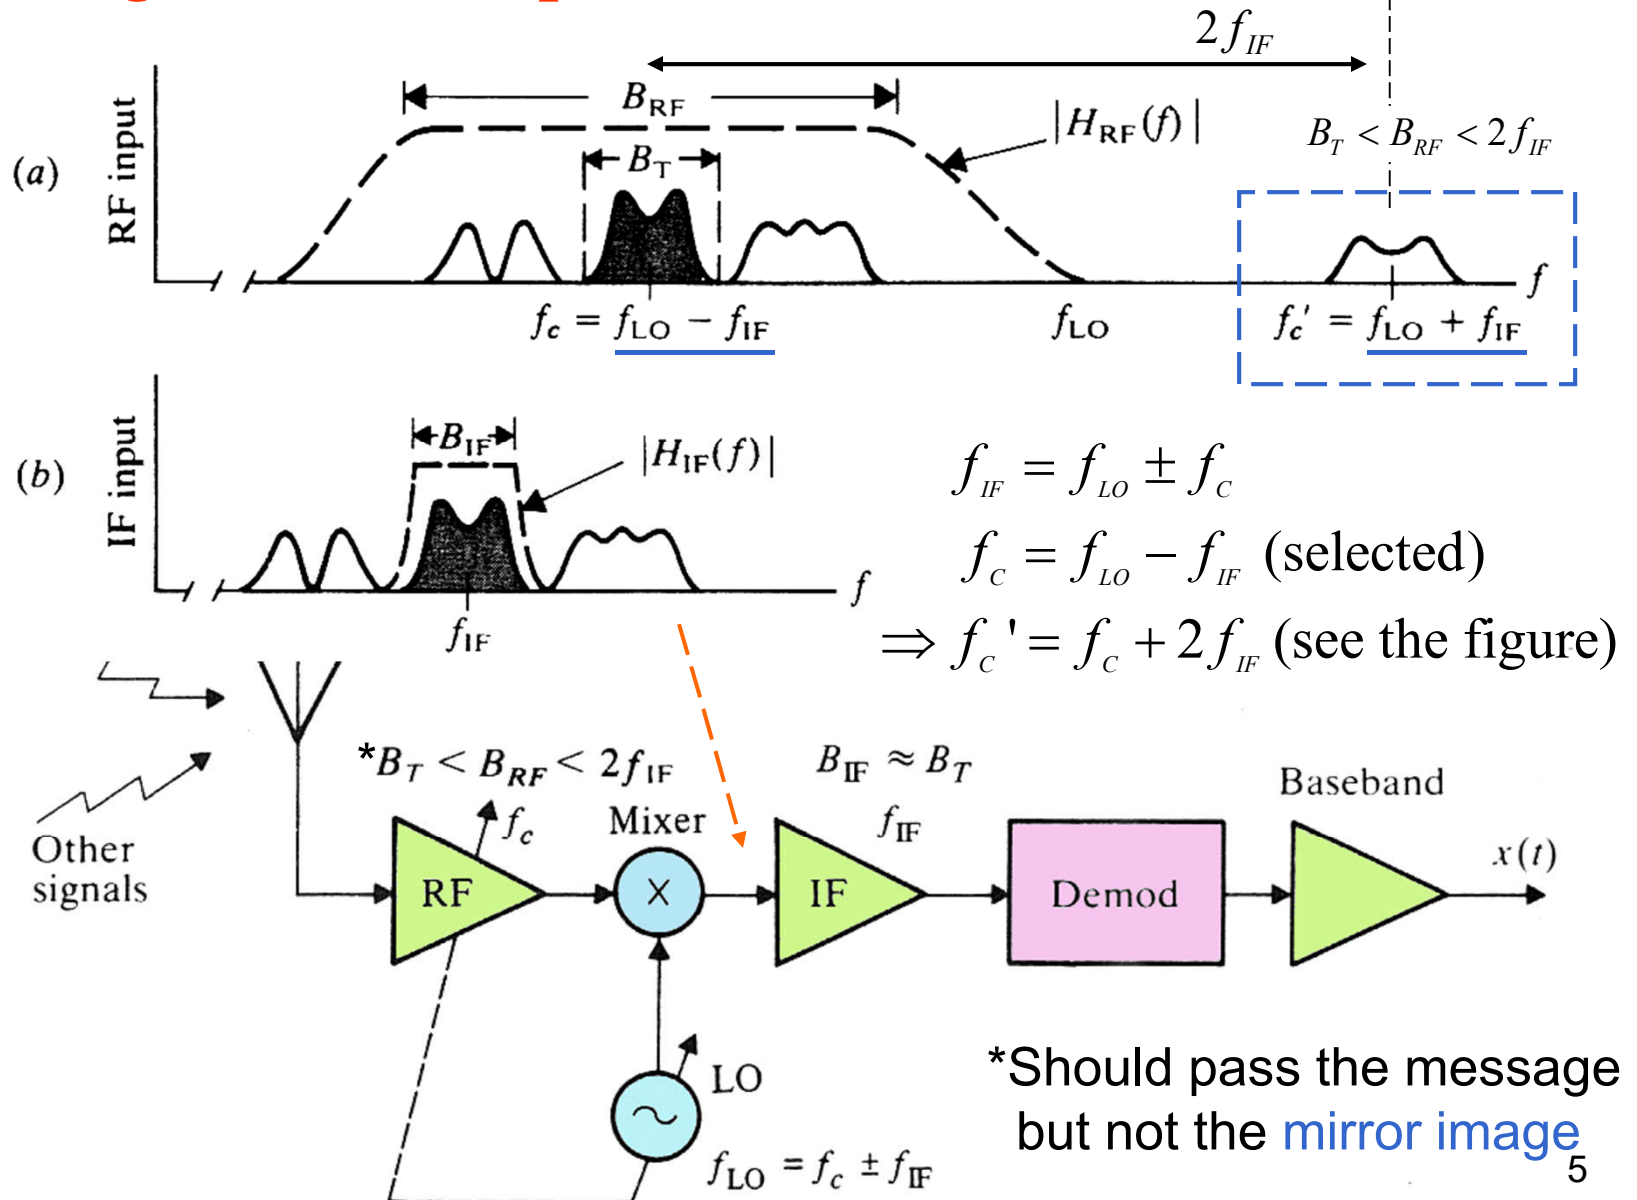 2f_IF
B_RF
|H_RF(f)|
B_T < B_RF < 2f_IF
B_T
(a)
RF input
f
f_c = f_LO − f_IF
f_LO
f_c' = f_LO + f_IF
B_IF
|H_IF(f)|
(b)
IF input
f
f_IF
f_IF = f_LO ± f_C
f_C = f_LO − f_IF (selected)
⇒ f_C' = f_C + 2f_IF (see the figure)
*B_T < B_RF < 2f_IF
B_IF ≈ B_T
f_c
Mixer
f_IF
Baseband
Other
signals
RF
X
IF
Demod
x(t)
LO
f_LO = f_c ± f_IF
*Should pass the message
but not the mirror image
5